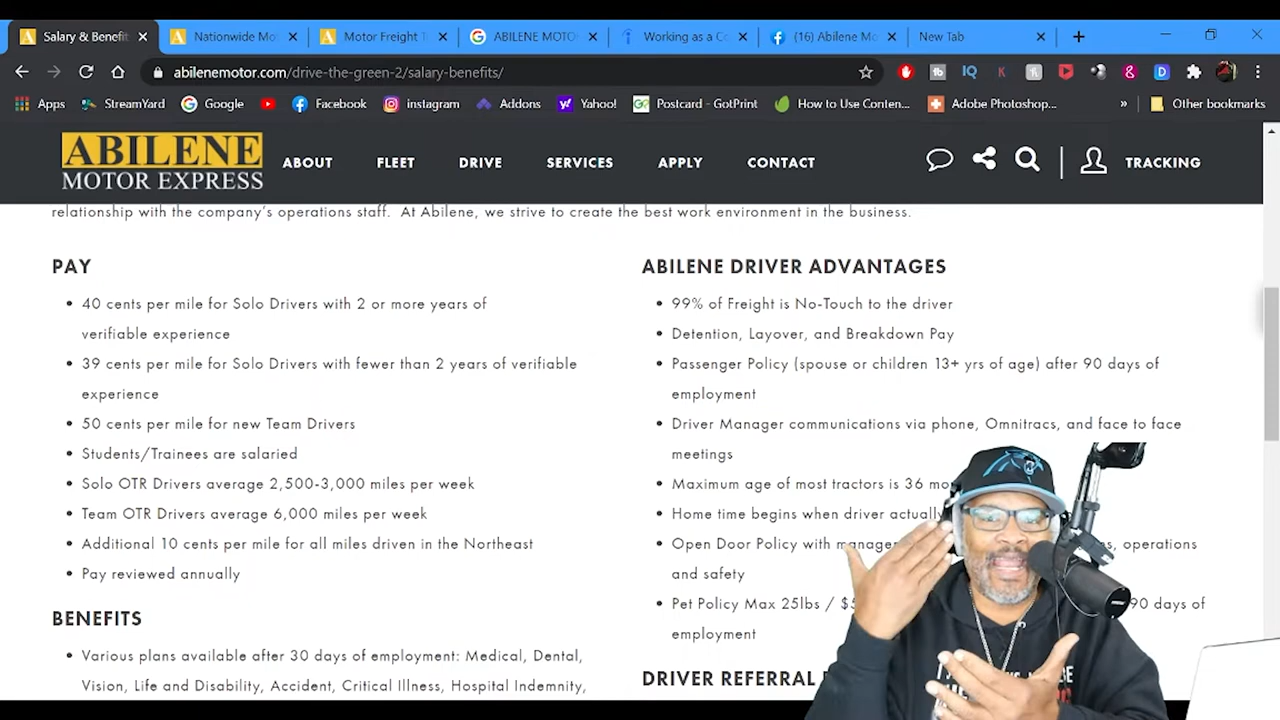 Salary & Benefit
Nationwide Mo
Motor Freight T
ABILENE MOTO
Working as a C
(16) Abilene M
New Tab
abilenemotor.com/drive-the-green-2/salary-benefits/
Apps
StreamYard
Google
Facebook
instagram
Addons
Yahoo!
Postcard - GotPrint
How to Use Conten...
Adobe Photoshop...
»
Other bookmarks
ABILENE
MOTOR EXPRESS
ABOUT
FLEET
DRIVE
SERVICES
APPLY
CONTACT
TRACKING
relationship with the company's operations staff. At Abilene, we strive to create the best work environment in the business.
PAY
40 cents per mile for Solo Drivers with 2 or more years of
verifiable experience
39 cents per mile for Solo Drivers with fewer than 2 years of verifiable
experience
50 cents per mile for new Team Drivers
Students/Trainees are salaried
Solo OTR Drivers average 2,500-3,000 miles per week
Team OTR Drivers average 6,000 miles per week
Additional 10 cents per mile for all miles driven in the Northeast
Pay reviewed annually
BENEFITS
Various plans available after 30 days of employment: Medical, Dental,
Vision, Life and Disability, Accident, Critical Illness, Hospital Indemnity,
ABILENE DRIVER ADVANTAGES
99% of Freight is No-Touch to the driver
Detention, Layover, and Breakdown Pay
Passenger Policy (spouse or children 13+ yrs of age) after 90 days of
employment
Driver Manager communications via phone, Omnitracs, and face to face
meetings
Maximum age of most tractors is 36 mo
Home time begins when driver actually
Open Door Policy with manage s, operations
and safety
Pet Policy Max 25lbs / $5 90 days of
employment
DRIVER REFERRAL